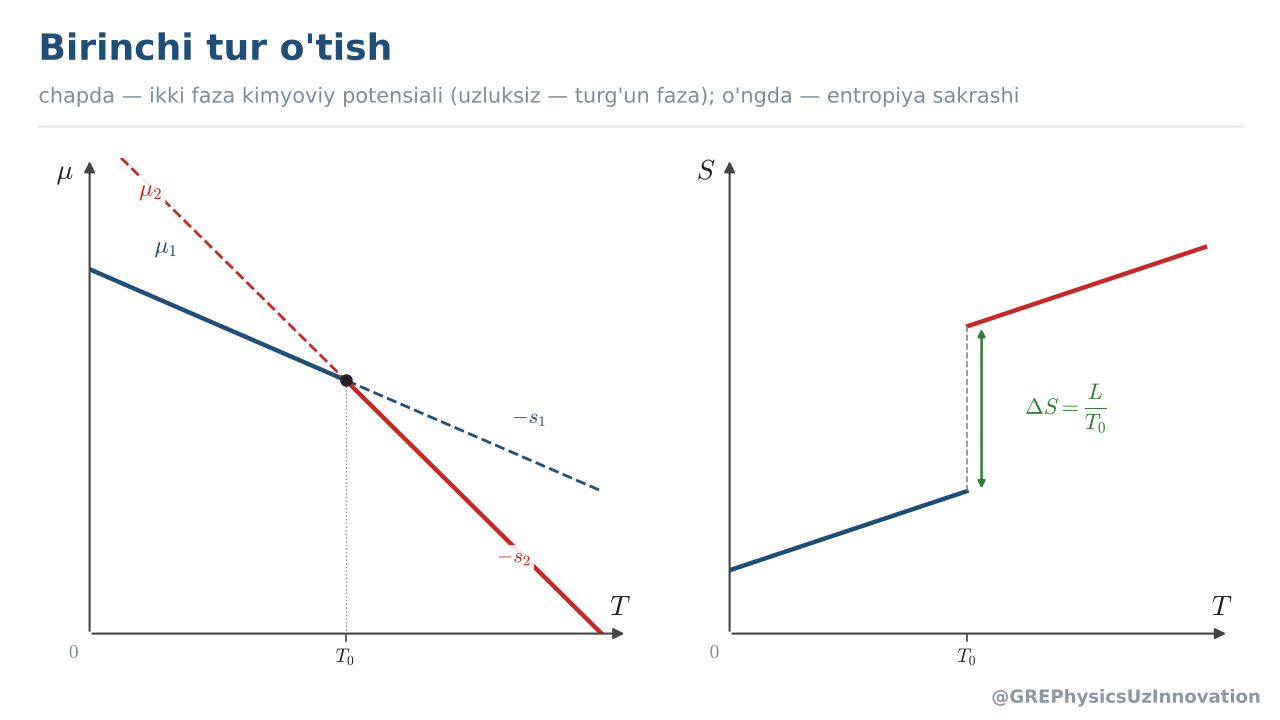 Birinchi tur o'tish
chapda — ikki faza kimyoviy potensiali (uzluksiz — turg'un faza); o'ngda — entropiya sakrashi
μ
μ₂
μ₁
−s₁
−s₂
T
0
T₀
S
ΔS = L/T₀
T
0
T₀
@GREPhysicsUzInnovation